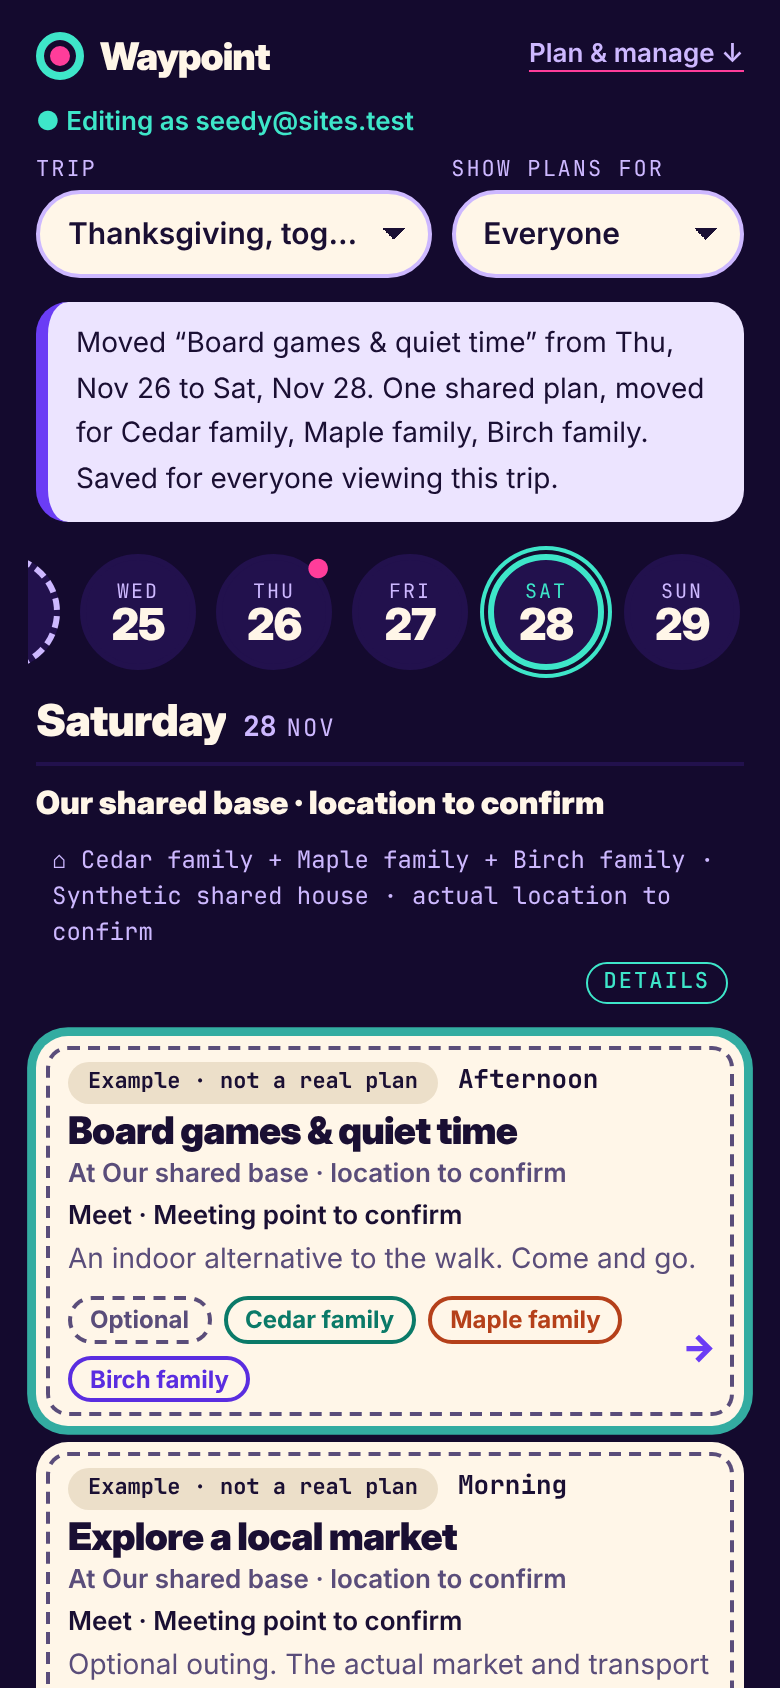 Waypoint
Plan & manage ↓
Editing as seedy@sites.test
TRIP
SHOW PLANS FOR
Thanksgiving, tog...
Everyone
Moved “Board games & quiet time” from Thu,
Nov 26 to Sat, Nov 28. One shared plan, moved
for Cedar family, Maple family, Birch family.
Saved for everyone viewing this trip.
WED
25
THU
26
FRI
27
SAT
28
SUN
29
Saturday 28 NOV
Our shared base · location to confirm
⌂ Cedar family + Maple family + Birch family ·
Synthetic shared house · actual location to
confirm
DETAILS
Example · not a real plan Afternoon
Board games & quiet time
At Our shared base · location to confirm
Meet · Meeting point to confirm
An indoor alternative to the walk. Come and go.
Optional Cedar family Maple family
Birch family
→
Example · not a real plan Morning
Explore a local market
At Our shared base · location to confirm
Meet · Meeting point to confirm
Optional outing. The actual market and transport